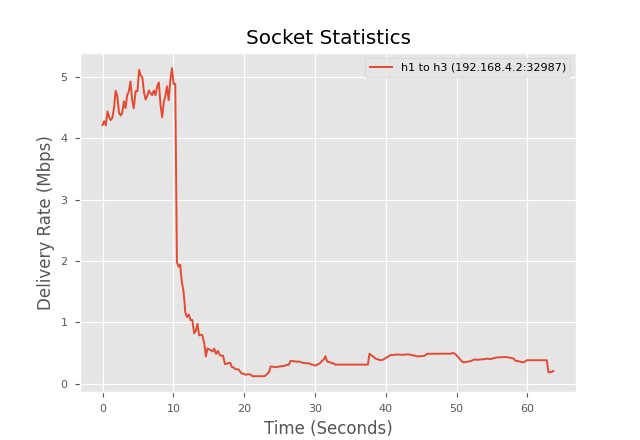 Socket Statistics
h1 to h3 (192.168.4.2:32987)
Delivery Rate (Mbps)
5
4
3
2
1
0
0 10 20 30 40 50 60
Time (Seconds)